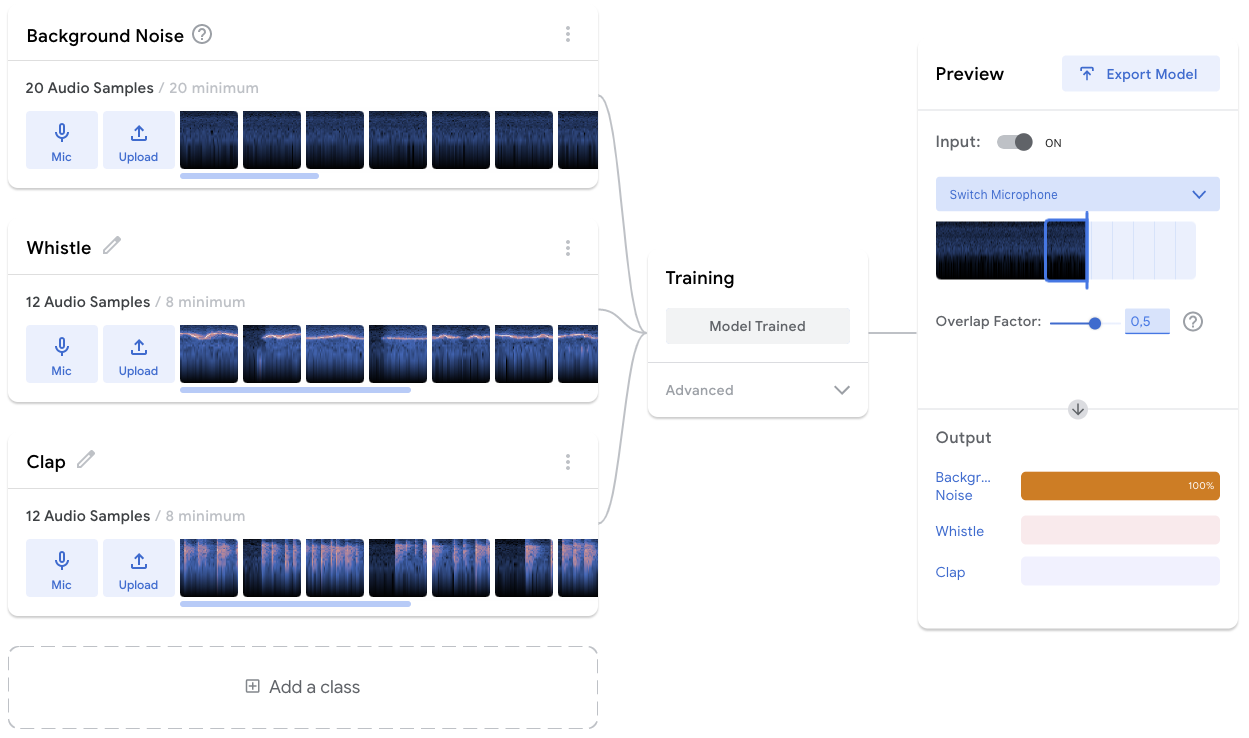 Background Noise
20 Audio Samples / 20 minimum
Mic
Upload
Whistle
12 Audio Samples / 8 minimum
Mic
Upload
Clap
12 Audio Samples / 8 minimum
Mic
Upload
Add a class
Training
Model Trained
Advanced
Preview
Export Model
Input:
ON
Switch Microphone
Overlap Factor:
0,5
Output
Backgr...
Noise
100%
Whistle
Clap